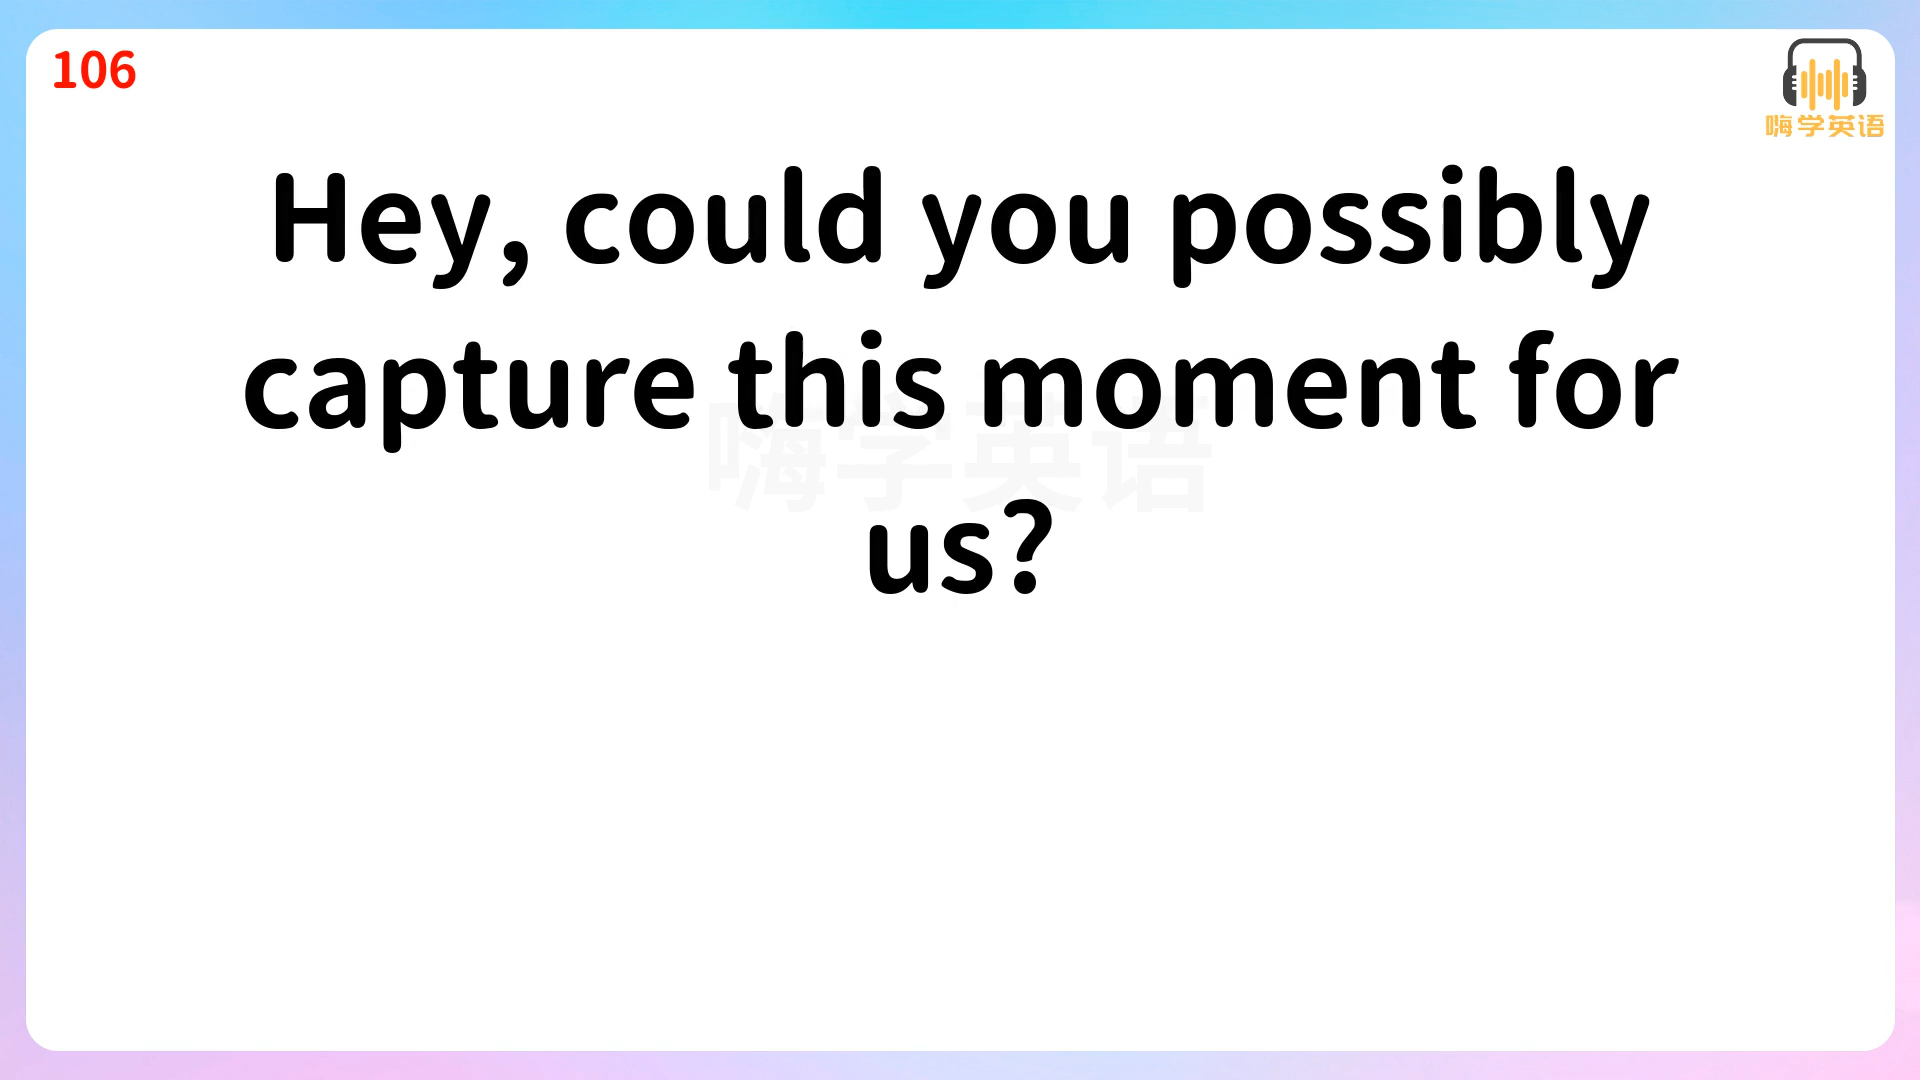 106
嗨学英语
Hey, could you possibly
capture this moment for
嗨学英语
us?